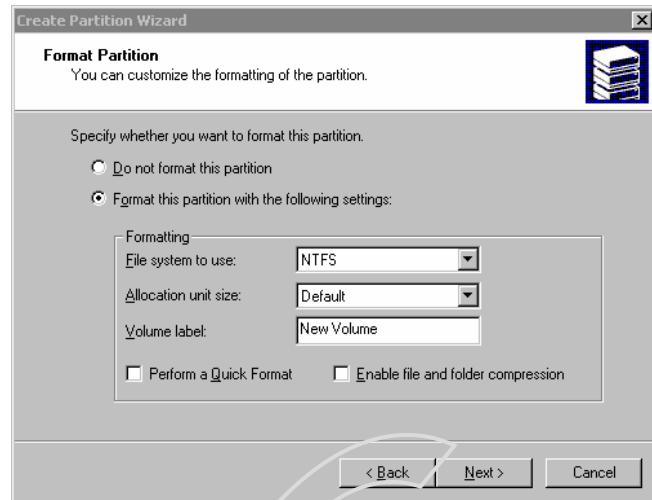 Create Partition Wizard
Format Partition
You can customize the formatting of the partition.
Specify whether you want to format this partition.
Do not format this partition
Format this partition with the following settings:
Formatting
File system to use: NTFS
Allocation unit size: Default
Volume label: New Volume
Perform a Quick Format Enable file and folder compression
< Back Next > Cancel